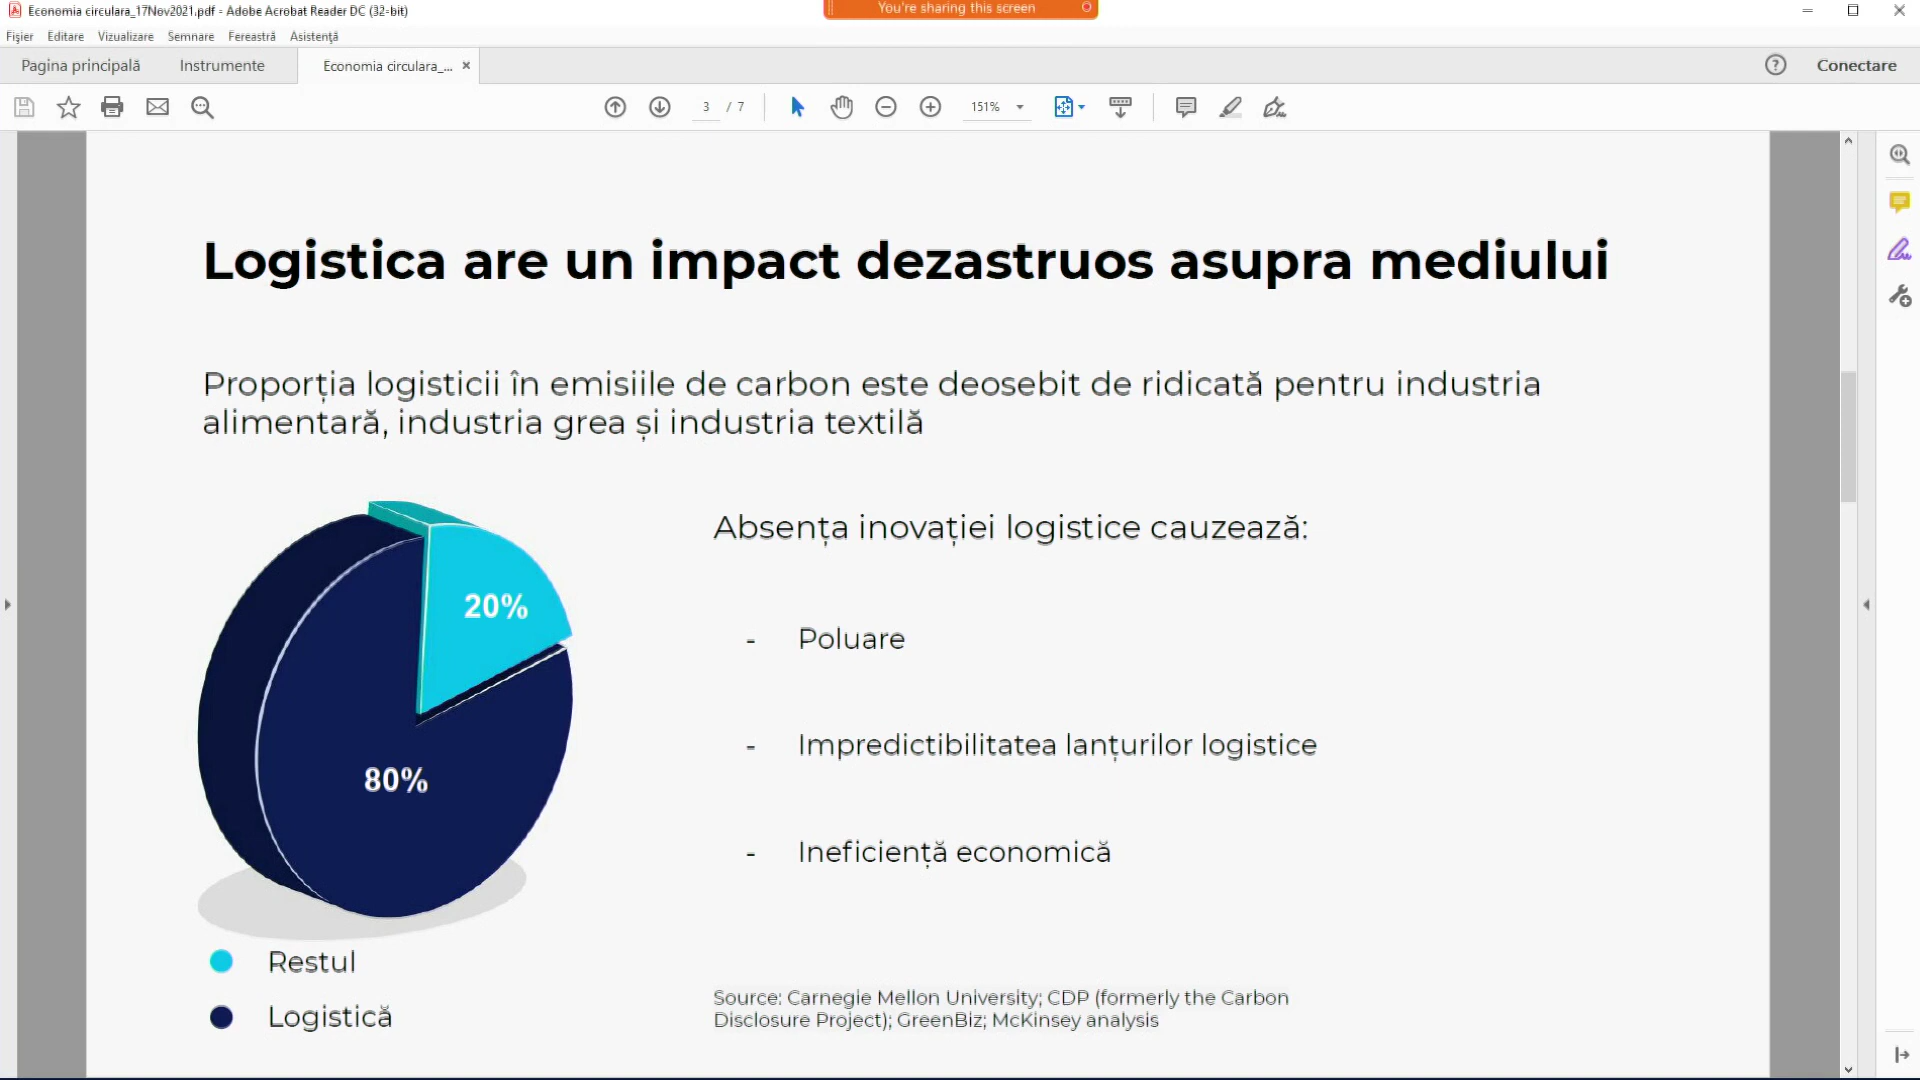 Economia circulara_17Nov2021.pdf - Adobe Acrobat Reader DC (32-bit)
You're sharing this screen
Fișier Editare Vizualizare Semnare Fereastră Asistență
Pagina principală Instrumente Economia circulara_... ×
? Conectare
3 / 7 151%
Logistica are un impact dezastruos asupra mediului
Proporția logisticii în emisiile de carbon este deosebit de ridicată pentru industria
alimentară, industria grea și industria textilă
20%
80%
Restul
Logistică
Absența inovației logistice cauzează:
- Poluare
- Impredictibilitatea lanțurilor logistice
- Ineficiență economică
Source: Carnegie Mellon University; CDP (formerly the Carbon
Disclosure Project); GreenBiz; McKinsey analysis